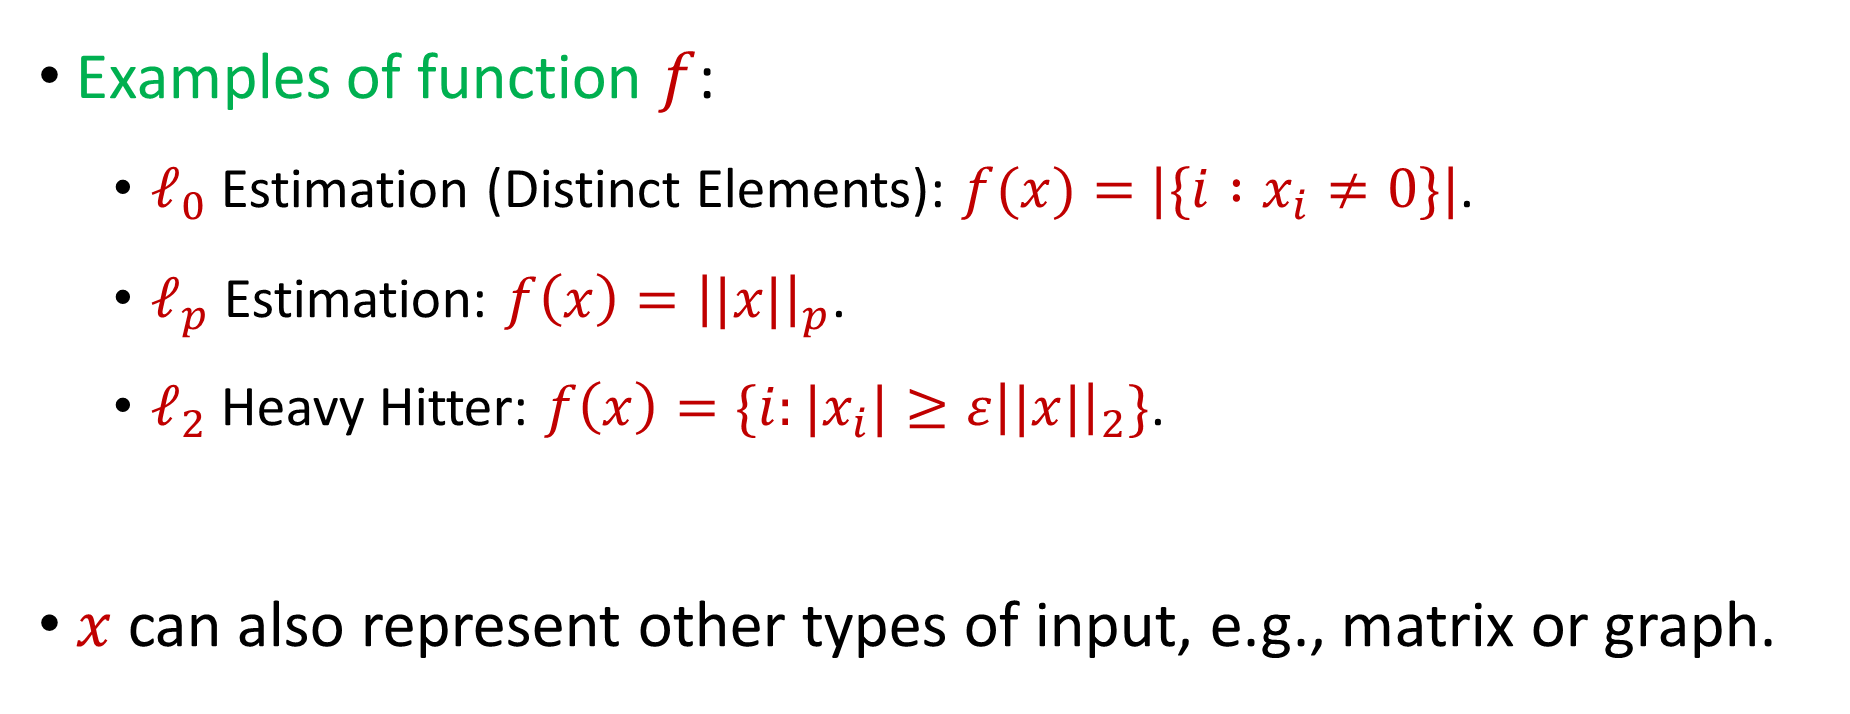 • Examples of function f:
• ℓ₀ Estimation (Distinct Elements): f(x) = |{i : xᵢ ≠ 0}|.
• ℓₚ Estimation: f(x) = ||x||ₚ.
• ℓ₂ Heavy Hitter: f(x) = {i: |xᵢ| ≥ ε||x||₂}.
• x can also represent other types of input, e.g., matrix or graph.